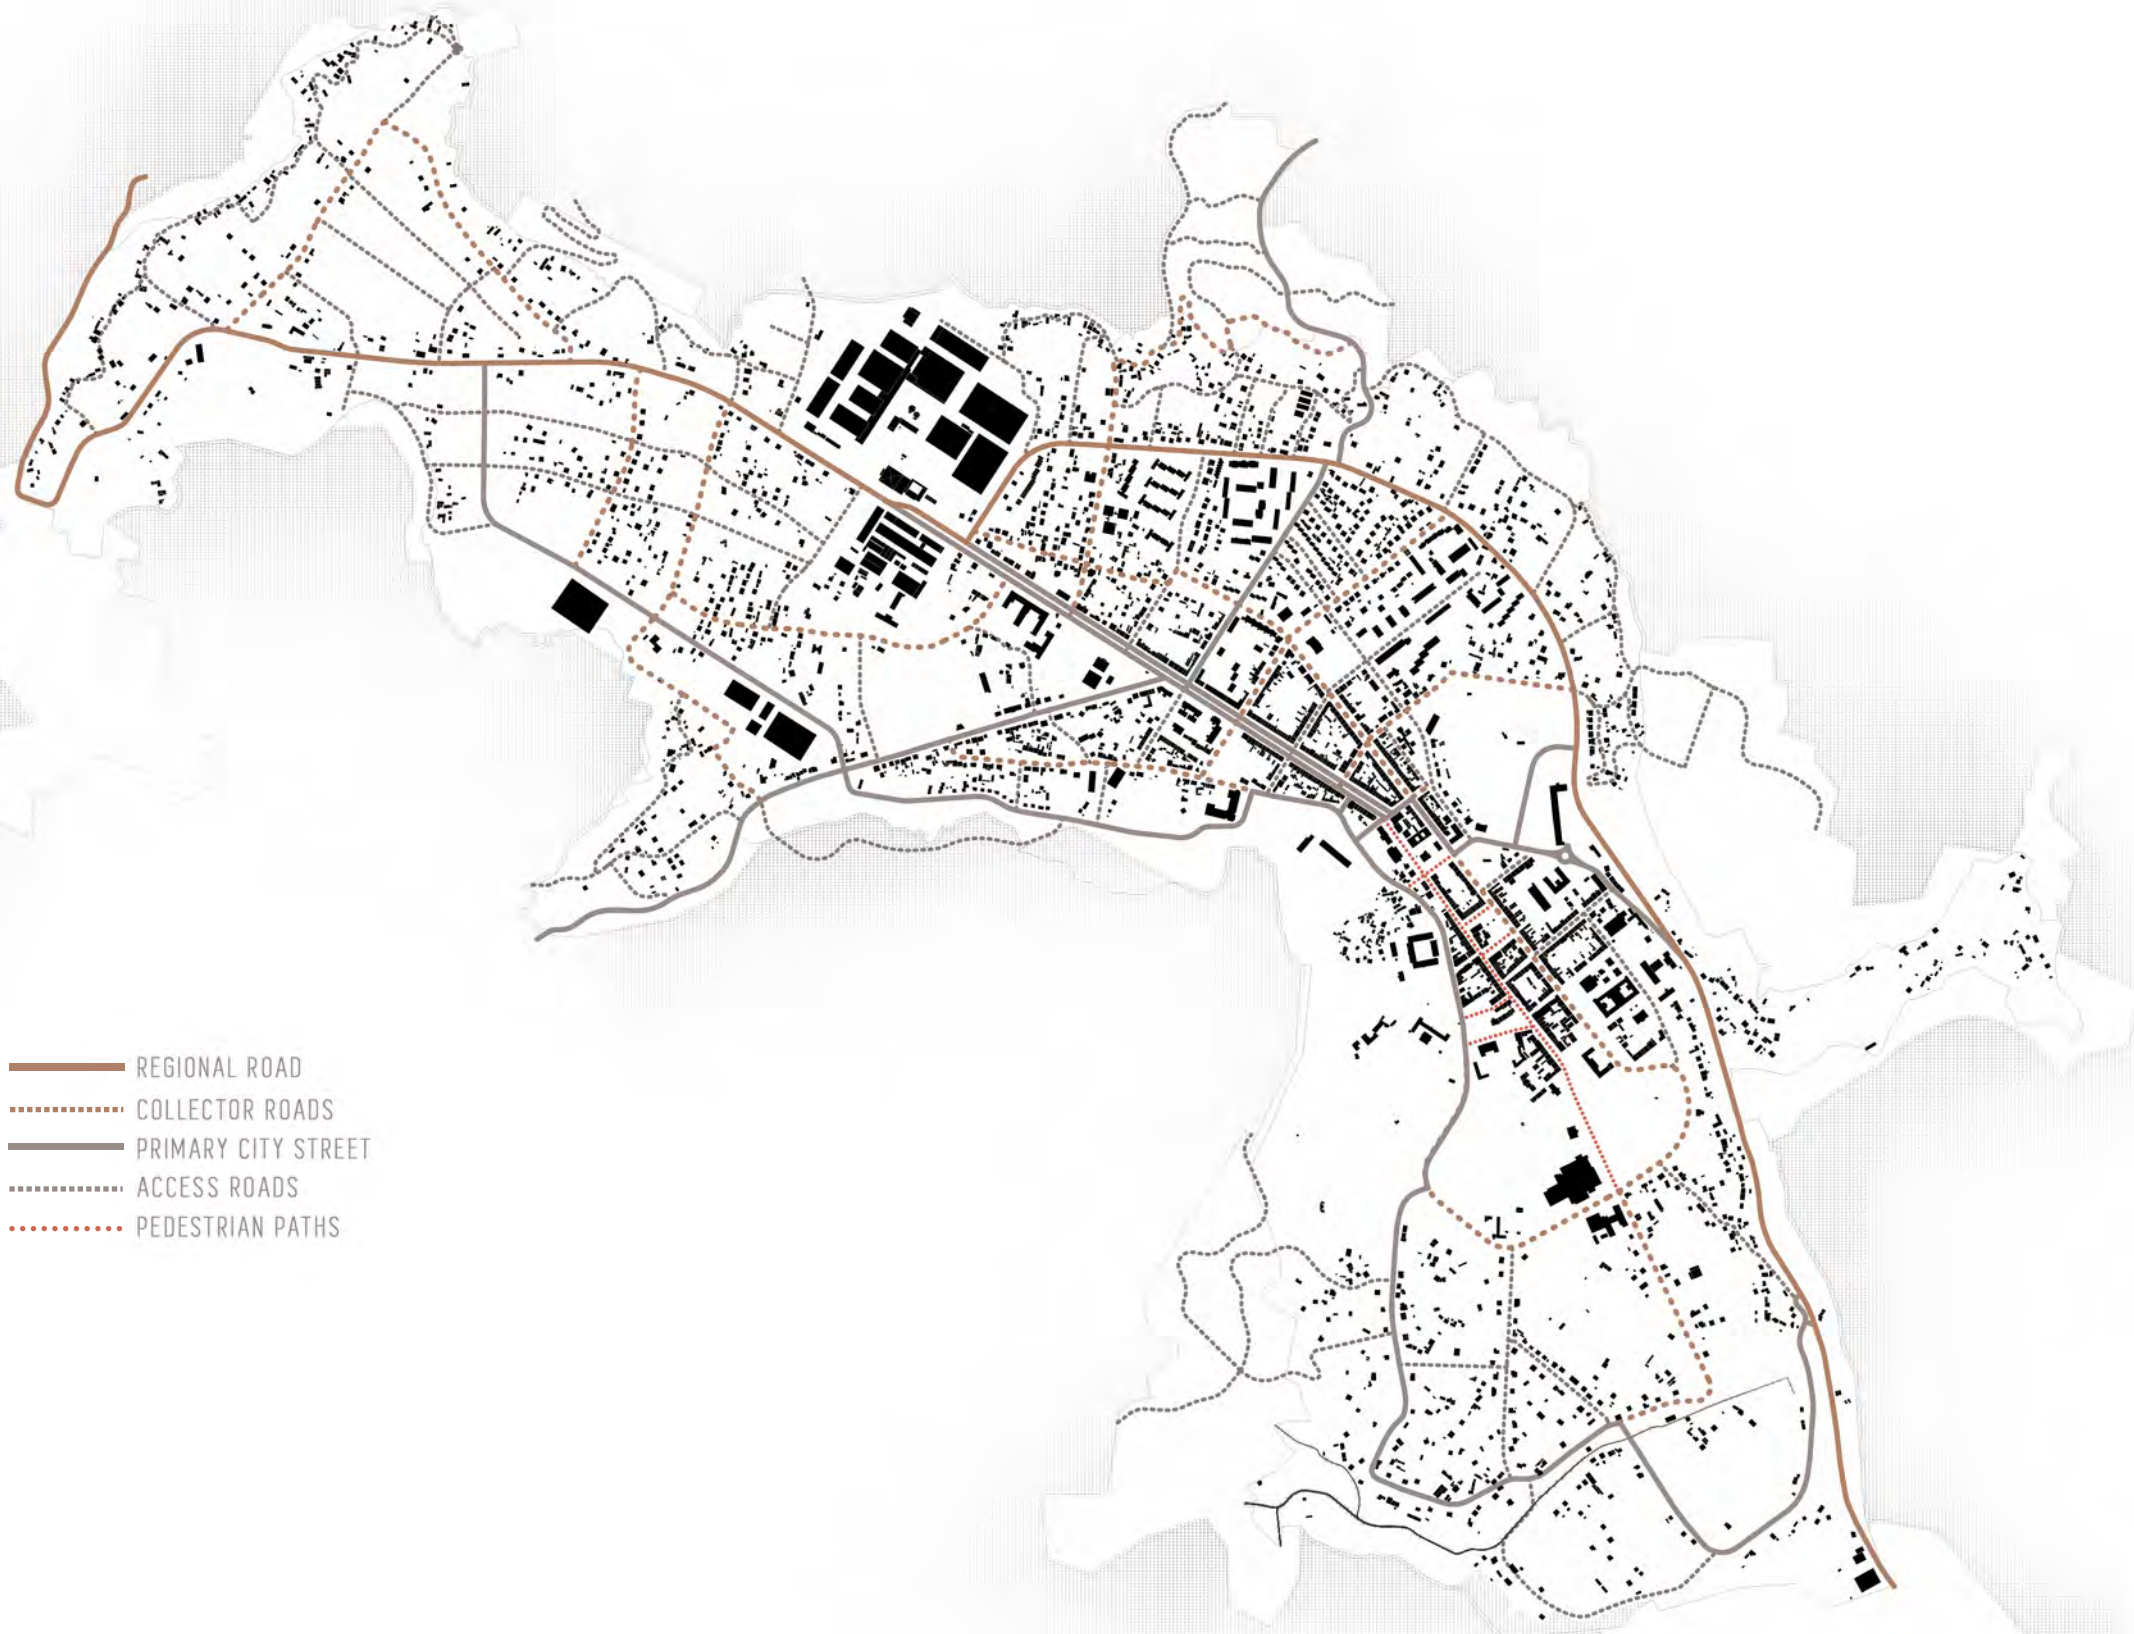 REGIONAL ROAD
COLLECTOR ROADS
PRIMARY CITY STREET
ACCESS ROADS
PEDESTRIAN PATHS